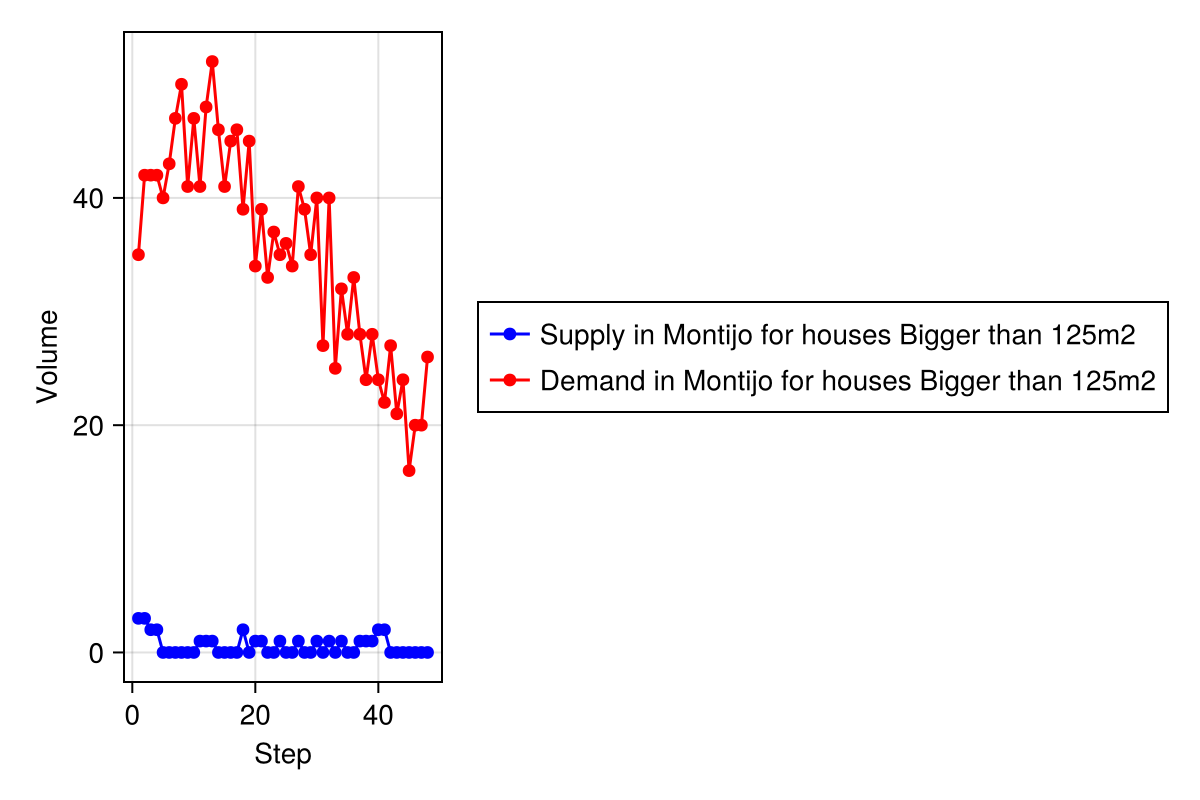 Volume
40
20
0
0 20 40
Step
Supply in Montijo for houses Bigger than 125m2
Demand in Montijo for houses Bigger than 125m2